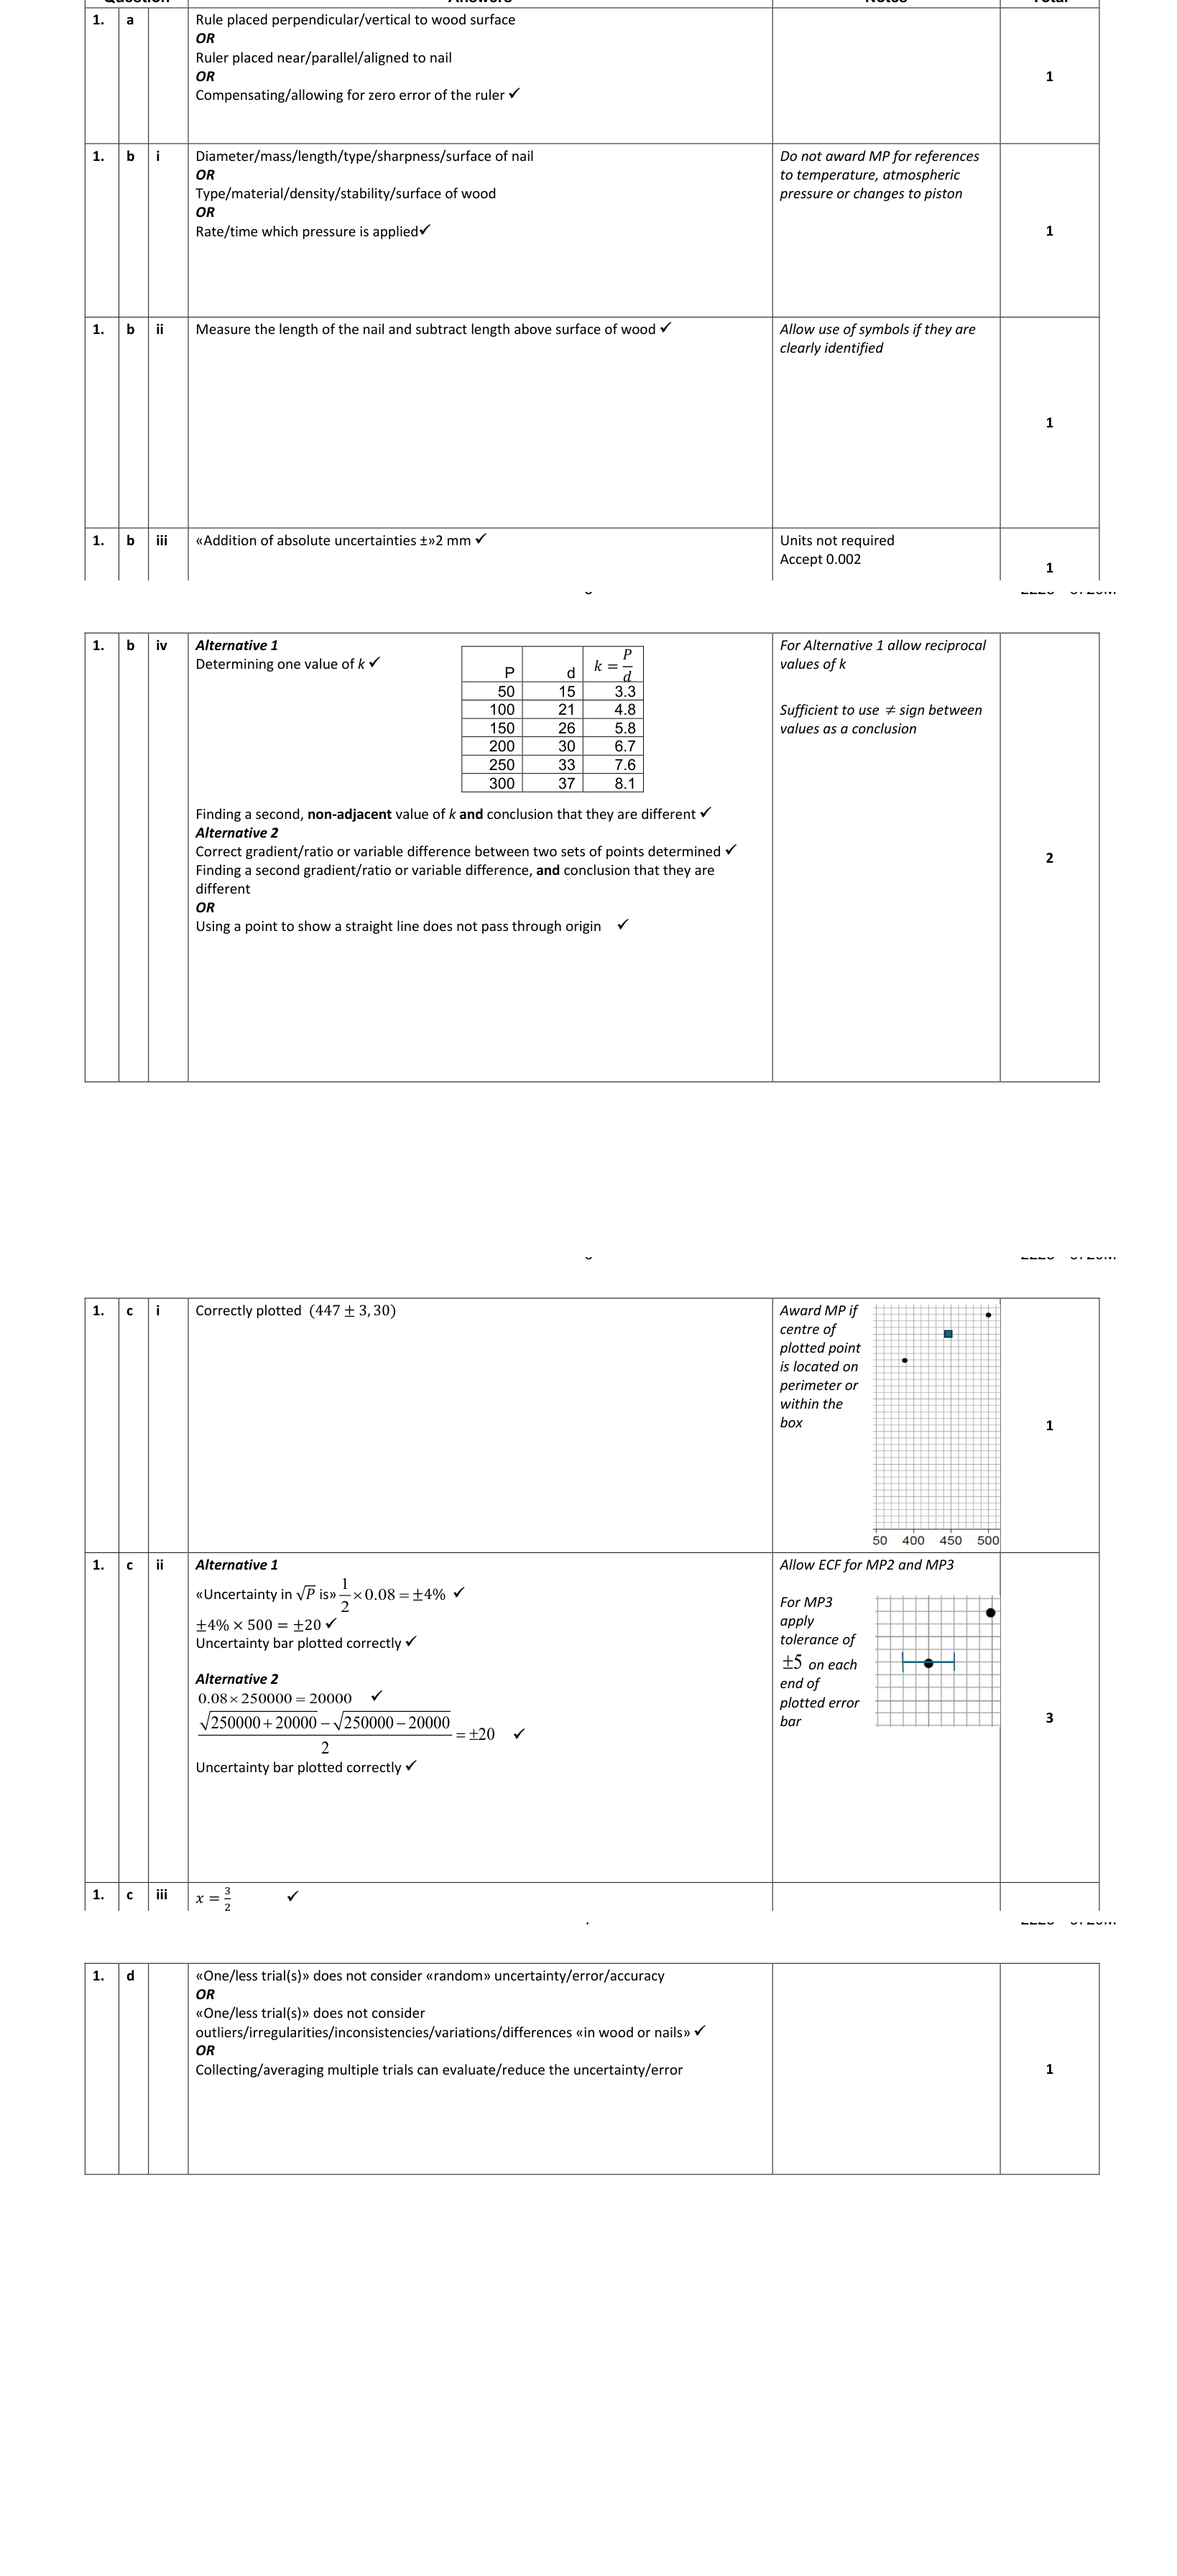 Question Answers Notes Total
1. a Rule placed perpendicular/vertical to wood surface
OR
Ruler placed near/parallel/aligned to nail
OR
1
Compensating/allowing for zero error of the ruler ✓
1. b i Diameter/mass/length/type/sharpness/surface of nail Do not award MP for references
OR to temperature, atmospheric
Type/material/density/stability/surface of wood pressure or changes to piston
OR
Rate/time which pressure is applied✓ 1
1. b ii Measure the length of the nail and subtract length above surface of wood ✓ Allow use of symbols if they are
clearly identified
1
1. b iii «Addition of absolute uncertainties ±»2 mm ✓ Units not required
Accept 0.002
1
1. b iv Alternative 1 For Alternative 1 allow reciprocal
Determining one value of k ✓ values of k
P d k = P/d
50 15 3.3
100 21 4.8 Sufficient to use ≠ sign between
150 26 5.8 values as a conclusion
200 30 6.7
250 33 7.6
300 37 8.1
Finding a second, non-adjacent value of k and conclusion that they are different ✓
Alternative 2
Correct gradient/ratio or variable difference between two sets of points determined ✓ 2
Finding a second gradient/ratio or variable difference, and conclusion that they are
different
OR
Using a point to show a straight line does not pass through origin ✓
1. c i Correctly plotted (447 ± 3, 30) Award MP if
centre of
plotted point
is located on
perimeter or
within the
box
1
50 400 450 500
1. c ii Alternative 1 Allow ECF for MP2 and MP3
«Uncertainty in √P is» 1/2 × 0.08 = ±4% ✓
±4% × 500 = ±20 ✓
Uncertainty bar plotted correctly ✓
For MP3
apply
tolerance of
±5 on each
end of
plotted error
bar
Alternative 2
0.08 × 250000 = 20000 ✓
(√250000 + 20000 − √250000 − 20000)/2 = ±20 ✓
3
Uncertainty bar plotted correctly ✓
1. c iii x = 3/2 ✓
1. d «One/less trial(s)» does not consider «random» uncertainty/error/accuracy
OR
«One/less trial(s)» does not consider
outliers/irregularities/inconsistencies/variations/differences «in wood or nails» ✓
OR
Collecting/averaging multiple trials can evaluate/reduce the uncertainty/error 1